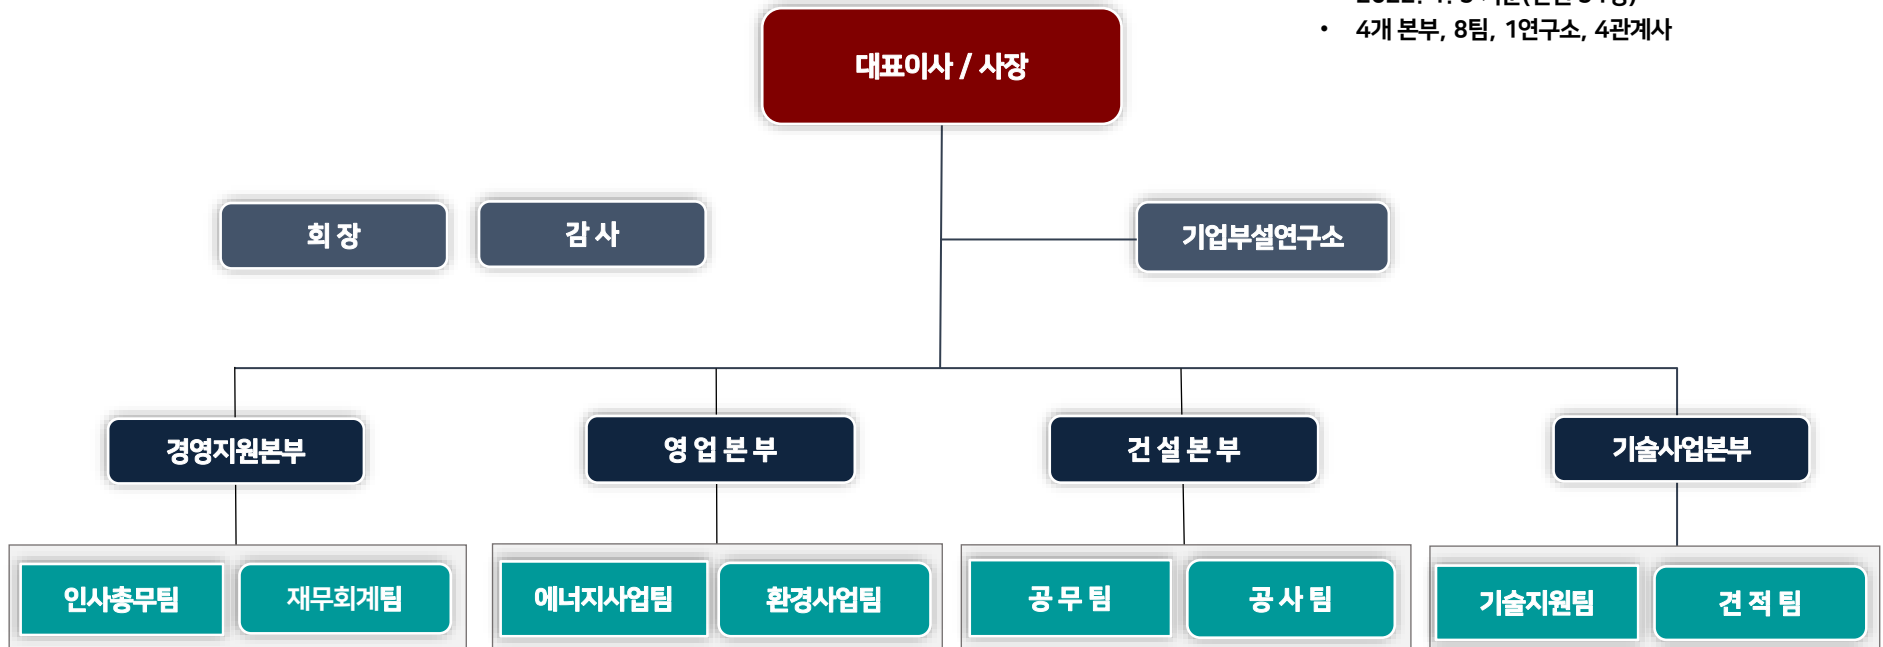 대표이사 / 사장
• 4개 본부, 8팀, 1연구소, 4관계사
회 장
감 사
기업부설연구소
경영지원본부
영 업 본 부
건 설 본 부
기술사업본부
인사총무팀
재무회계팀
에너지사업팀
환경사업팀
공 무 팀
공 사 팀
기술지원팀
견 적 팀